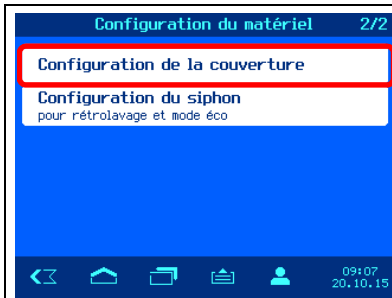 Configuration du matériel 2/2
Configuration de la couverture
Configuration du siphon
pour rétrolavage et mode éco
09:07
20.10.15